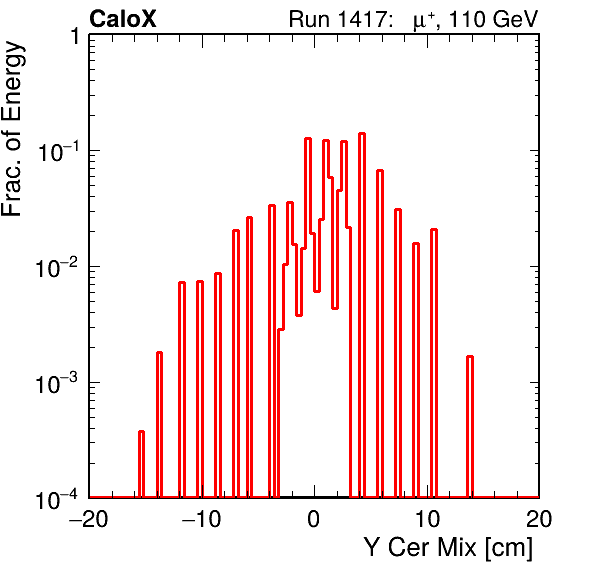 CaloX Run 1417: μ⁺, 110 GeV
Frac. of Energy
1
10⁻¹
10⁻²
10⁻³
10⁻⁴
−20 −10 0 10 20
Y Cer Mix [cm]